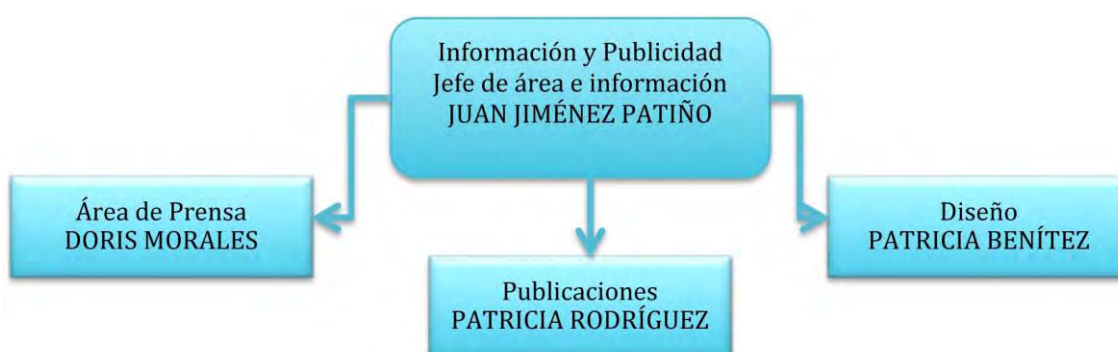 Información y Publicidad
Jefe de área e información
JUAN JIMÉNEZ PATIÑO
Área de Prensa
DORIS MORALES
Diseño
PATRICIA BENÍTEZ
Publicaciones
PATRICIA RODRÍGUEZ